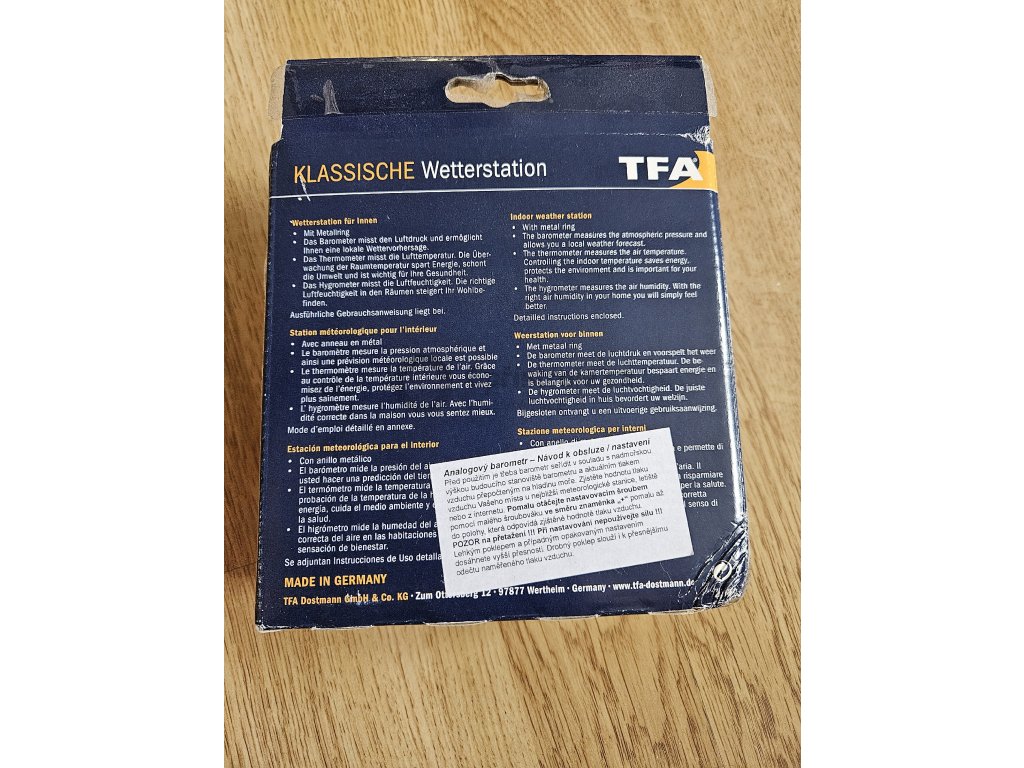 KLASSISCHE Wetterstation
TFA
Wetterstation für Innen
• Mit Metallring
• Das Barometer misst den Luftdruck und ermöglicht
Ihnen eine lokale Wettervorhersage.
• Das Thermometer misst die Lufttemperatur. Die Über-
wachung der Raumtemperatur spart Energie, schont
die Umwelt und ist wichtig für Ihre Gesundheit.
• Das Hygrometer misst die Luftfeuchtigkeit. Die richtige
Luftfeuchtigkeit in den Räumen steigert Ihr Wohlbe-
finden.
Ausführliche Gebrauchsanweisung liegt bei.
Station météorologique pour l'intérieur
• Avec anneau en métal
• Le baromètre mesure la pression atmosphérique et
ainsi une prévision météorologique locale est possible
• Le thermomètre mesure la température de l'air. Grâce
au contrôle de la température intérieure vous écono-
misez de l'énergie, protégez l'environnement et vivez
plus sainement.
• L' hygromètre mesure l'humidité de l'air. Avec l'humi-
dité correcte dans la maison vous vous sentez mieux.
Mode d'emploi détaillé en annexe.
Estación meteorológica para el interior
• Con anillo metálico
• El barómetro mide la presión del
usted hacer una predicción del
• El termómetro mide la temperatura
probación de la temperatura de la
energía, cuida el medio ambiente y
la salud.
• El higrómetro mide la humedad del
correcta del aire en las habitaciones
sensación de bienestar.
Se adjuntan Instrucciones de Uso
Indoor weather station
• With metal ring
• The barometer measures the atmospheric pressure and
allows you a local weather forecast.
• The thermometer measures the air temperature.
Controlling the indoor temperature saves energy,
protects the environment and is important for your
health.
• The hygrometer measures the air humidity. With the
right air humidity in your home you will simply feel
better.
Detailled instructions enclosed.
Weerstation voor binnen
• Met metaal ring
• De barometer meet de luchtdruk en voorspelt het weer
• De thermometer meet de luchttemperatuur. De be-
waking van de kamertemperatuur bespaart energie en
is belangrijk voor uw gezondheid.
• De hygrometer meet de luchtvochtigheid. De juiste
luchtvochtigheid in huis bevordert uw welzijn.
Bijgesloten ontvangt u een uitvoerige gebruiksaanwijzing.
Stazione meteorologica per interni
• Con anello di
e permette di
Il
risparmiare
per la salute.
corretta
senso di
Analogový barometr – Návod k obsluze / nastavení
Před použitím je třeba barometr seřídit v souladu s nadmořskou
výškou budoucího stanoviště barometru a aktuálním tlakem
vzduchu přepočteným na hladinu moře. Zjistěte hodnotu tlaku
vzduchu Vašeho místa u nejbližší meteorologické stanice, letiště
nebo z internetu. Pomalu otáčejte nastavovacím šroubem
pomocí malého šroubováku ve směru znaménka „+“ pomalu až
do polohy, která odpovídá zjištěné hodnotě tlaku vzduchu.
POZOR na přetažení !!! Při nastavování nepoužívejte sílu !!!
Lehkým poklepem a případným opakovaným nastavením
dosáhnete vyšší přesnosti. Drobný poklep slouží i k přesnějšímu
odečtu naměřeného tlaku vzduchu.
MADE IN GERMANY
TFA Dostmann GmbH & Co. KG · Zum Ottersberg 12 · 97877 Wertheim · Germany · www.tfa-dostmann.de